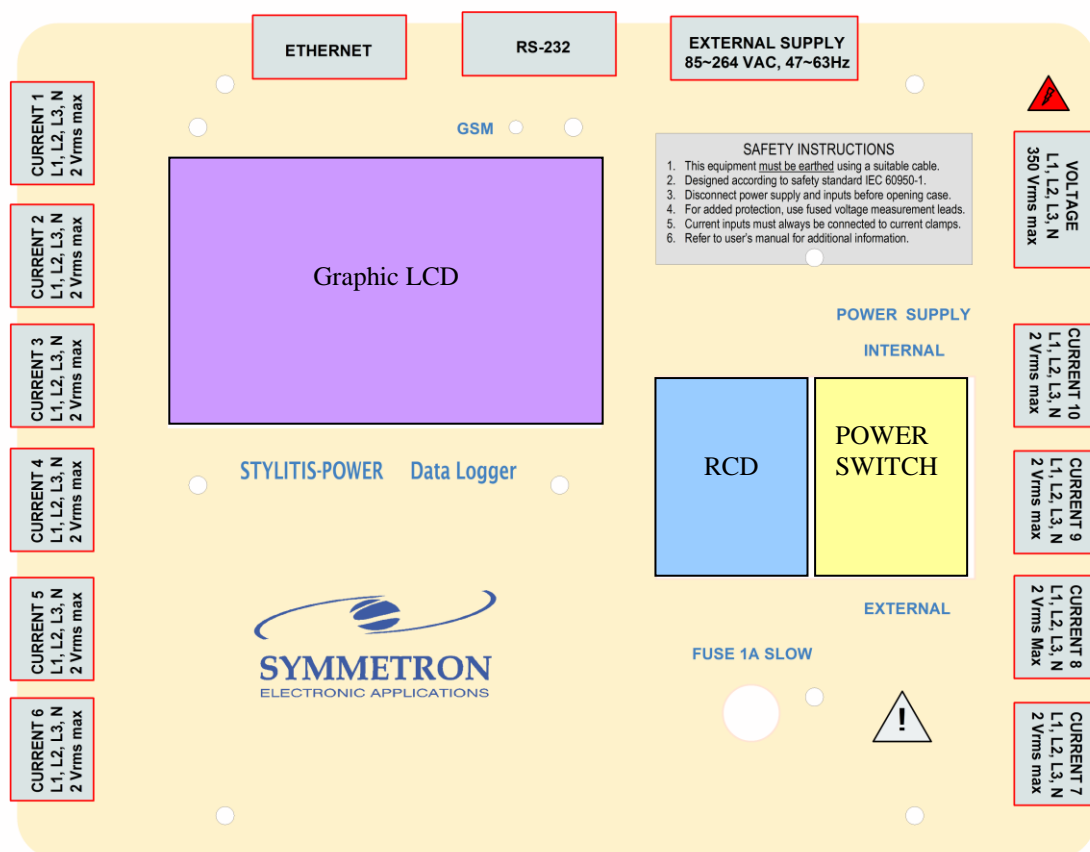 ETHERNET
RS-232
EXTERNAL SUPPLY
85~264 VAC, 47~63Hz
CURRENT 1
L1, L2, L3, N
2 Vrms max
CURRENT 2
L1, L2, L3, N
2 Vrms max
CURRENT 3
L1, L2, L3, N
2 Vrms max
CURRENT 4
L1, L2, L3, N
2 Vrms max
CURRENT 5
L1, L2, L3, N
2 Vrms max
CURRENT 6
L1, L2, L3, N
2 Vrms max
GSM
Graphic LCD
STYLITIS-POWER Data Logger
SYMMETRON
ELECTRONIC APPLICATIONS
SAFETY INSTRUCTIONS
1. This equipment must be earthed using a suitable cable.
2. Designed according to safety standard IEC 60950-1.
3. Disconnect power supply and inputs before opening case.
4. For added protection, use fused voltage measurement leads.
5. Current inputs must always be connected to current clamps.
6. Refer to user's manual for additional information.
POWER SUPPLY
INTERNAL
RCD
POWER
SWITCH
EXTERNAL
FUSE 1A SLOW
!
VOLTAGE
L1, L2, L3, N
350 Vrms max
CURRENT 10
L1, L2, L3, N
2 Vrms max
CURRENT 9
L1, L2, L3, N
2 Vrms max
CURRENT 8
L1, L2, L3, N
2 Vrms Max
CURRENT 7
L1, L2, L3, N
2 Vrms max